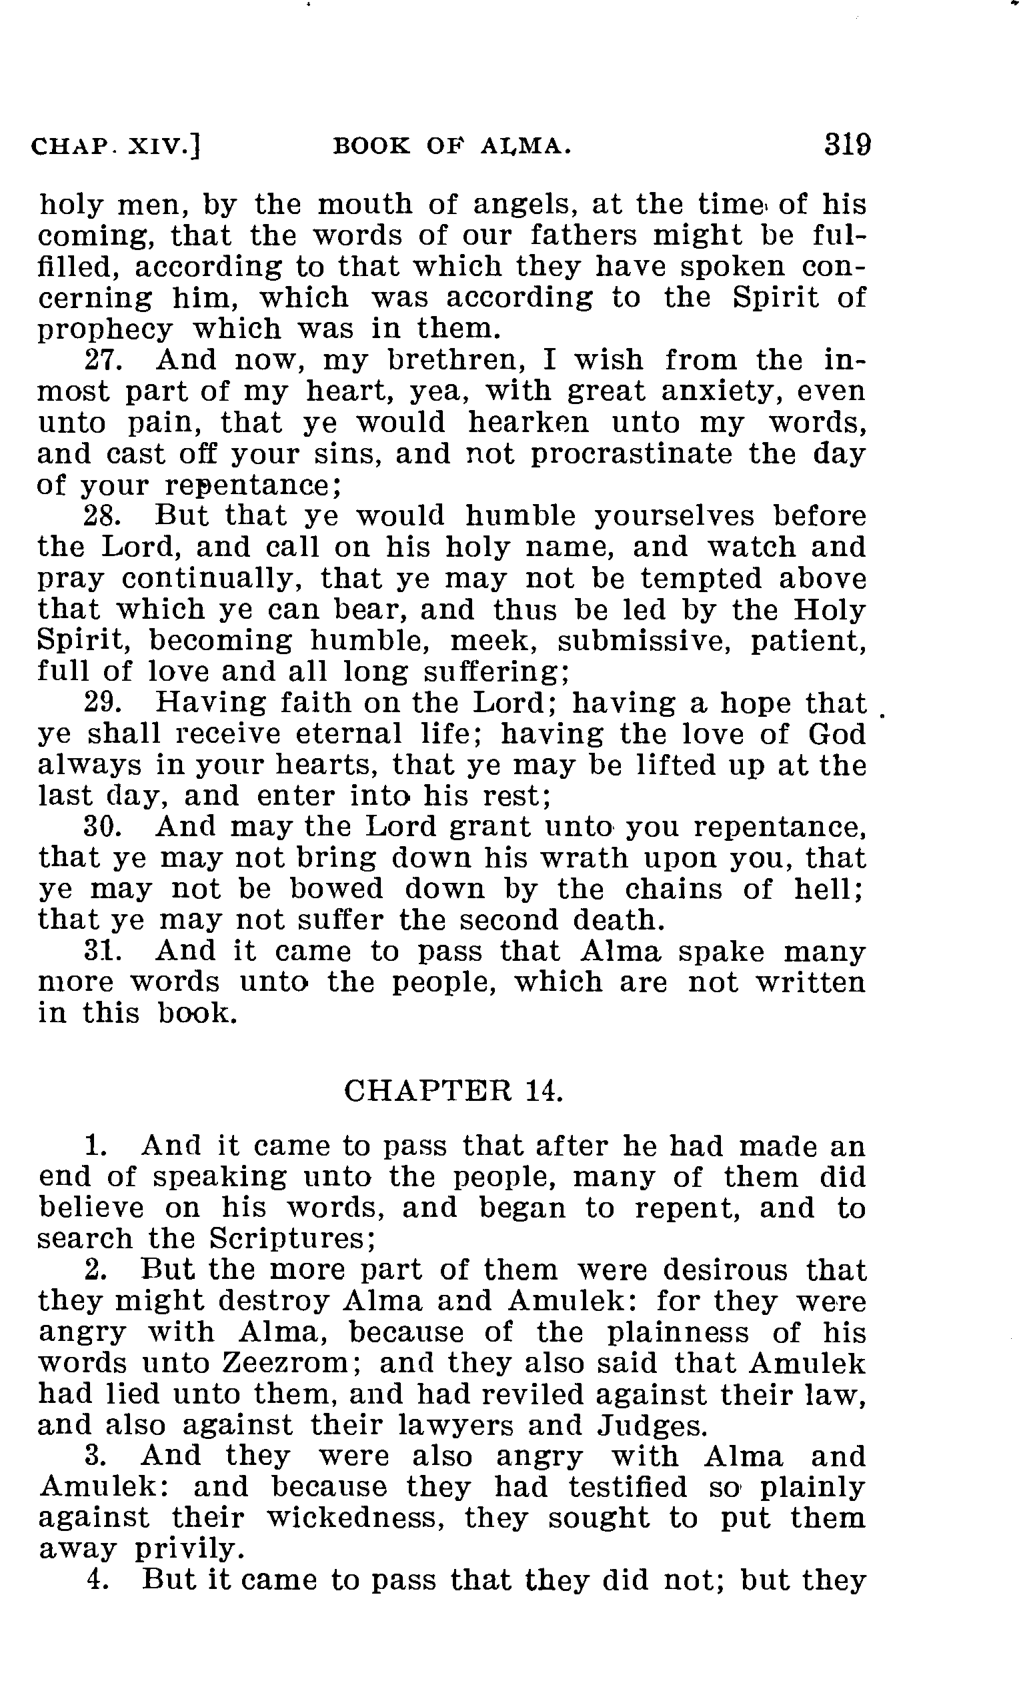 CHAP. XIV.] BOOK OF ALMA. 319
holy men, by the mouth of angels, at the time of his
coming, that the words of our fathers might be ful-
filled, according to that which they have spoken con-
cerning him, which was according to the Spirit of
prophecy which was in them.
27. And now, my brethren, I wish from the in-
most part of my heart, yea, with great anxiety, even
unto pain, that ye would hearken unto my words,
and cast off your sins, and not procrastinate the day
of your repentance;
28. But that ye would humble yourselves before
the Lord, and call on his holy name, and watch and
pray continually, that ye may not be tempted above
that which ye can bear, and thus be led by the Holy
Spirit, becoming humble, meek, submissive, patient,
full of love and all long suffering;
29. Having faith on the Lord; having a hope that
ye shall receive eternal life; having the love of God
always in your hearts, that ye may be lifted up at the
last day, and enter into his rest;
30. And may the Lord grant unto you repentance,
that ye may not bring down his wrath upon you, that
ye may not be bowed down by the chains of hell;
that ye may not suffer the second death.
31. And it came to pass that Alma spake many
more words unto the people, which are not written
in this book.
CHAPTER 14.
1. And it came to pass that after he had made an
end of speaking unto the people, many of them did
believe on his words, and began to repent, and to
search the Scriptures;
2. But the more part of them were desirous that
they might destroy Alma and Amulek: for they were
angry with Alma, because of the plainness of his
words unto Zeezrom; and they also said that Amulek
had lied unto them, and had reviled against their law,
and also against their lawyers and Judges.
3. And they were also angry with Alma and
Amulek: and because they had testified so plainly
against their wickedness, they sought to put them
away privily.
4. But it came to pass that they did not; but they